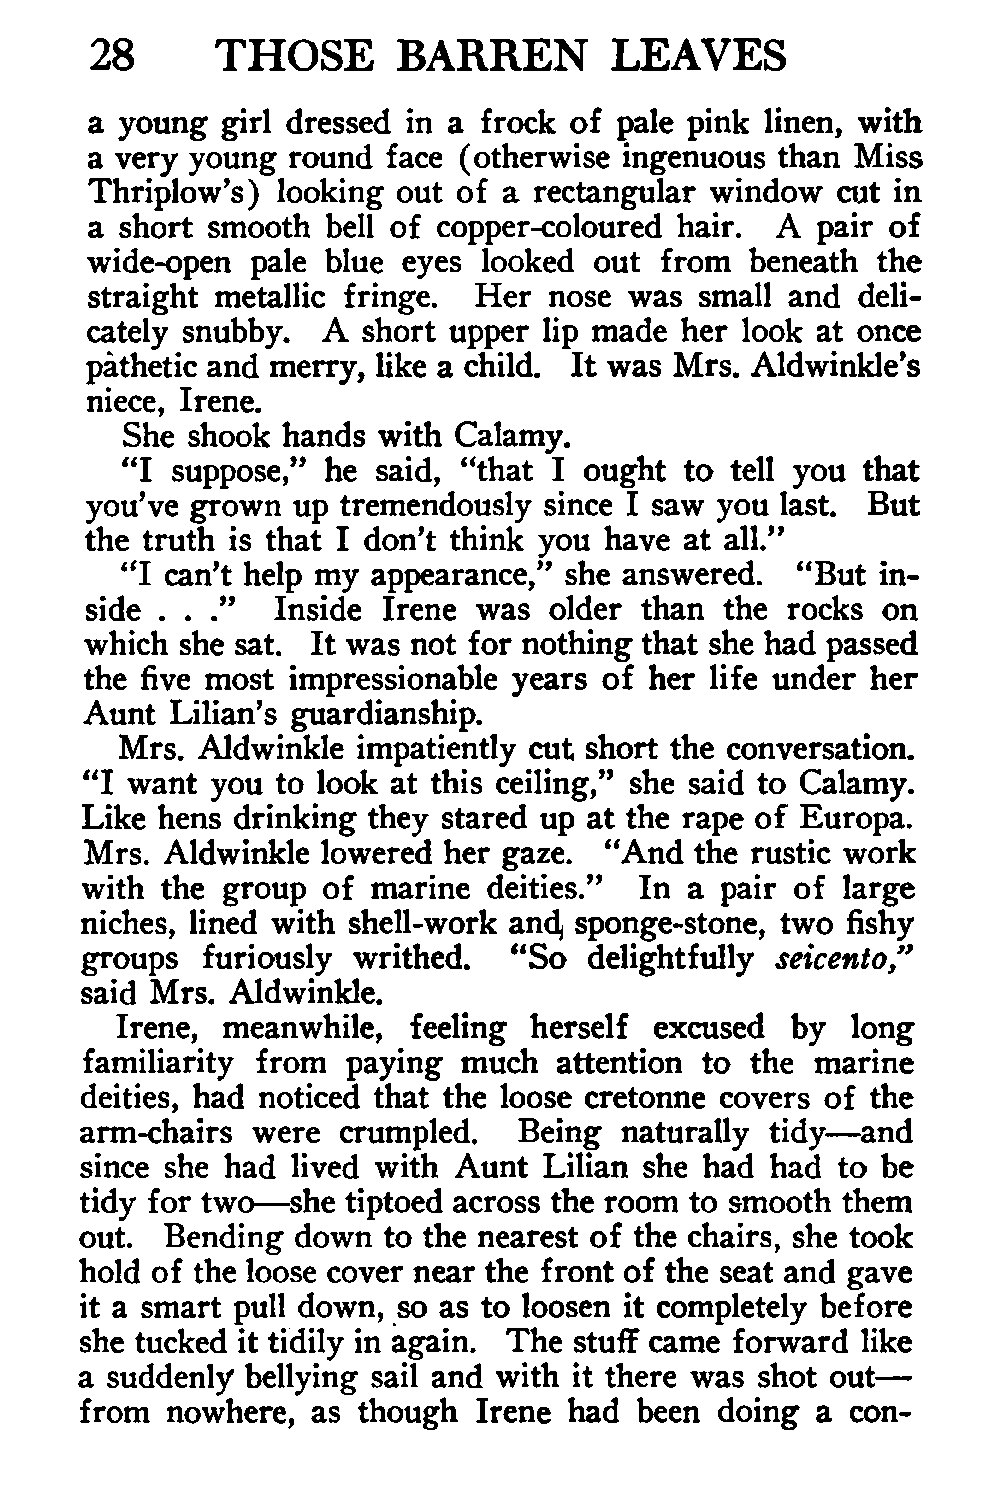 28 THOSE BARREN LEAVES
a young girl dressed in a frock of pale pink linen, with
a very young round face (otherwise ingenuous than Miss
Thriplow's) looking out of a rectangular window cut in
a short smooth bell of copper-coloured hair. A pair of
wide-open pale blue eyes looked out from beneath the
straight metallic fringe. Her nose was small and deli-
cately snubby. A short upper lip made her look at once
pathetic and merry, like a child. It was Mrs. Aldwinkle's
niece, Irene.
She shook hands with Calamy.
"I suppose," he said, "that I ought to tell you that
you've grown up tremendously since I saw you last. But
the truth is that I don't think you have at all."
"I can't help my appearance," she answered. "But in-
side . . ." Inside Irene was older than the rocks on
which she sat. It was not for nothing that she had passed
the five most impressionable years of her life under her
Aunt Lilian's guardianship.
Mrs. Aldwinkle impatiently cut short the conversation.
"I want you to look at this ceiling," she said to Calamy.
Like hens drinking they stared up at the rape of Europa.
Mrs. Aldwinkle lowered her gaze. "And the rustic work
with the group of marine deities." In a pair of large
niches, lined with shell-work and sponge-stone, two fishy
groups furiously writhed. "So delightfully seicento,"
said Mrs. Aldwinkle.
Irene, meanwhile, feeling herself excused by long
familiarity from paying much attention to the marine
deities, had noticed that the loose cretonne covers of the
arm-chairs were crumpled. Being naturally tidy—and
since she had lived with Aunt Lilian she had had to be
tidy for two—she tiptoed across the room to smooth them
out. Bending down to the nearest of the chairs, she took
hold of the loose cover near the front of the seat and gave
it a smart pull down, so as to loosen it completely before
she tucked it tidily in again. The stuff came forward like
a suddenly bellying sail and with it there was shot out—
from nowhere, as though Irene had been doing a con-